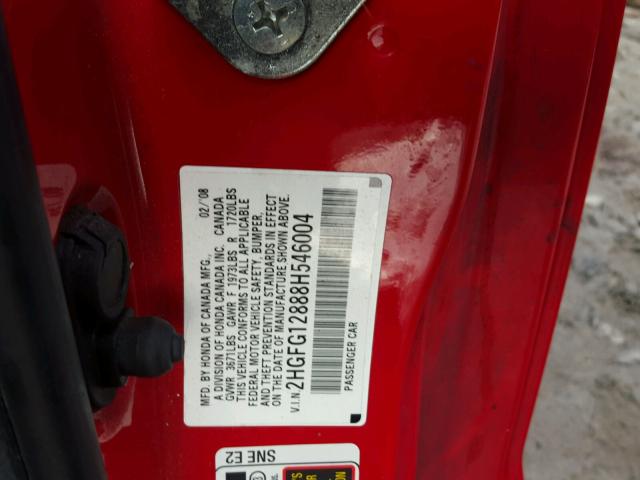 MFD. BY HONDA OF CANADA MFG., 02/'08
A DIVISION OF HONDA CANADA INC. CANADA
GVWR 3671LBS GAWR F 1973LBS R 1720LBS
THIS VEHICLE CONFORMS TO ALL APPLICABLE
FEDERAL MOTOR VEHICLE SAFETY, BUMPER,
AND THEFT PREVENTION STANDARDS IN EFFECT
ON THE DATE OF MANUFACTURE SHOWN ABOVE.
V.I.N. 2HGFG12888H546004
PASSENGER CAR
SNE E2